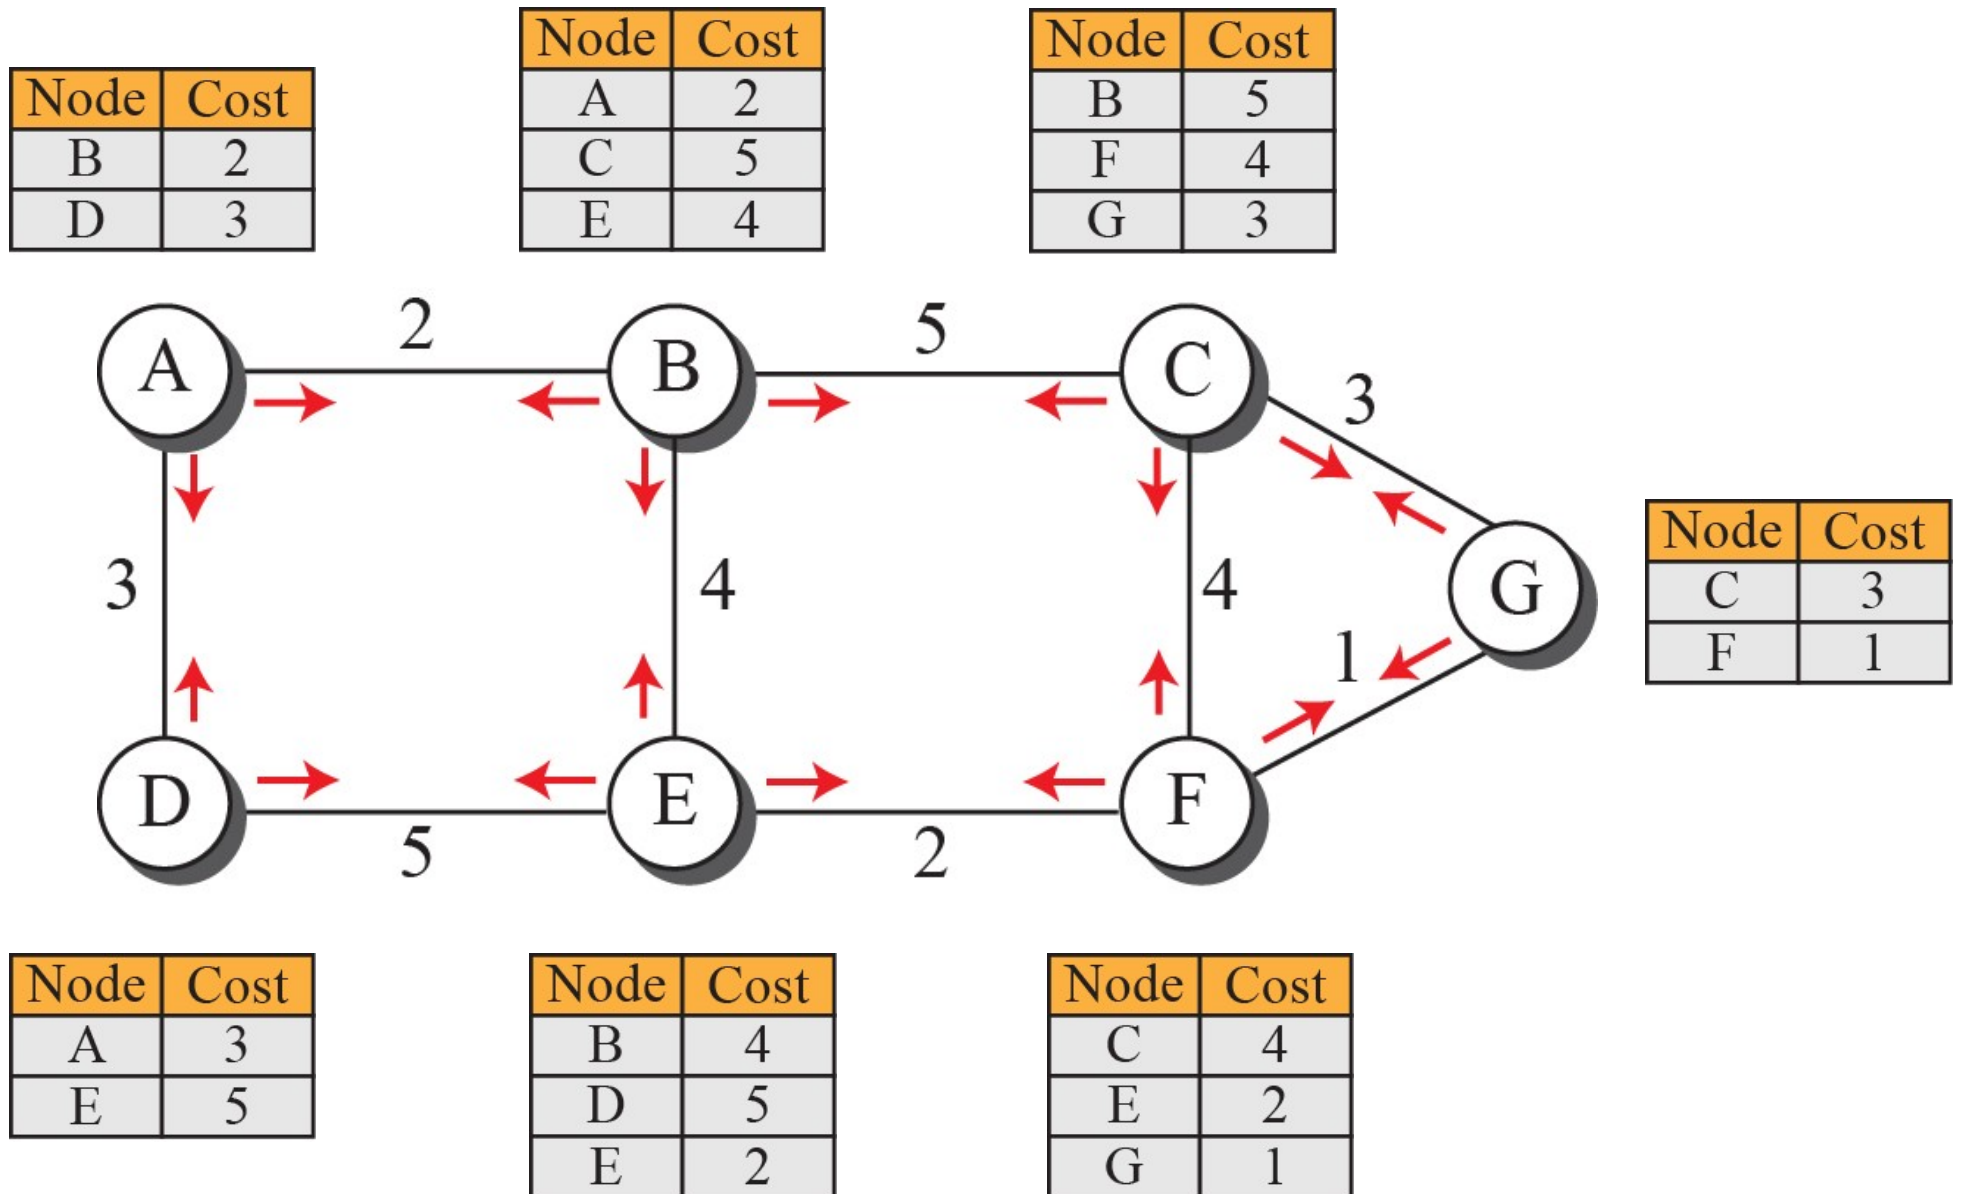 Node Cost
B 2
D 3
Node Cost
A 2
C 5
E 4
Node Cost
B 5
F 4
G 3
A 2 B 5 C 3
3 4 4 G
1
D 5 E 2 F
Node Cost
C 3
F 1
Node Cost
A 3
E 5
Node Cost
B 4
D 5
E 2
Node Cost
C 4
E 2
G 1